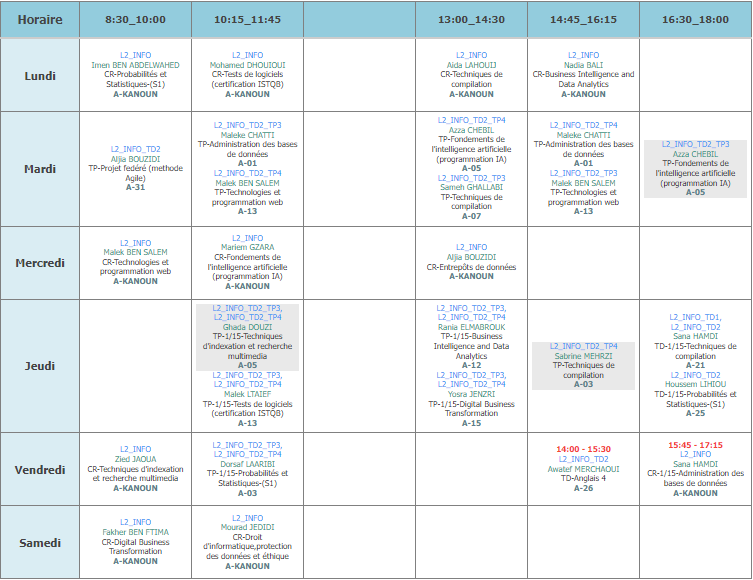 Horaire
8:30_10:00
10:15_11:45
13:00_14:30
14:45_16:15
16:30_18:00
Lundi
L2_INFO
Imen BEN ABDELWAHED
CR-Probabilités et
Statistiques-(S1)
A-KANOUN
L2_INFO
Mohamed DHOUIOUI
CR-Tests de logiciels
(certification ISTQB)
A-KANOUN
L2_INFO
Aida LAHOUIJ
CR-Techniques de
compilation
A-KANOUN
L2_INFO
Nadia BALI
CR-Business Intelligence and
Data Analytics
A-KANOUN
Mardi
L2_INFO_TD2
Aljia BOUZIDI
TP-Projet fedéré (methode
Agile)
A-31
L2_INFO_TD2_TP3
Maleke CHATTI
TP-Administration des bases
de données
A-01
L2_INFO_TD2_TP4
Malek BEN SALEM
TP-Technologies et
programmation web
A-13
L2_INFO_TD2_TP4
Azza CHEBIL
TP-Fondements de
l'intelligence artificielle
(programmation IA)
A-05
L2_INFO_TD2_TP3
Sameh GHALLABI
TP-Techniques de
compilation
A-07
L2_INFO_TD2_TP4
Maleke CHATTI
TP-Administration des bases
de données
A-01
L2_INFO_TD2_TP3
Malek BEN SALEM
TP-Technologies et
programmation web
A-13
L2_INFO_TD2_TP3
Azza CHEBIL
TP-Fondements de
l'intelligence artificielle
(programmation IA)
A-05
Mercredi
L2_INFO
Malek BEN SALEM
CR-Technologies et
programmation web
A-KANOUN
L2_INFO
Mariem GZARA
CR-Fondements de
l'intelligence artificielle
(programmation IA)
A-KANOUN
L2_INFO
Aljia BOUZIDI
CR-Entrepôts de données
A-KANOUN
Jeudi
L2_INFO_TD2_TP3,
L2_INFO_TD2_TP4
Ghada DOUZI
TP-1/15-Techniques
d'indexation et recherche
multimedia
A-05
L2_INFO_TD2_TP3,
L2_INFO_TD2_TP4
Malek LTAIEF
TP-1/15-Tests de logiciels
(certification ISTQB)
A-13
L2_INFO_TD2_TP3,
L2_INFO_TD2_TP4
Rania ELMABROUK
TP-1/15-Business
Intelligence and Data
Analytics
A-12
L2_INFO_TD2_TP3,
L2_INFO_TD2_TP4
Yosra JENZRI
TP-1/15-Digital Business
Transformation
A-15
L2_INFO_TD2_TP4
Sabrine MEHRZI
TP-Techniques de
compilation
A-03
L2_INFO_TD1,
L2_INFO_TD2
Sana HAMDI
TD-1/15-Techniques de
compilation
A-21
L2_INFO_TD2
Houssem LIHIOU
TD-1/15-Probabilités et
Statistiques-(S1)
A-25
Vendredi
L2_INFO
Zied JAOUA
CR-Techniques d'indexation
et recherche multimedia
A-KANOUN
L2_INFO_TD2_TP3,
L2_INFO_TD2_TP4
Dorsaf LAARIBI
TP-1/15-Probabilités et
Statistiques-(S1)
A-03
14:00 - 15:30
L2_INFO_TD2
Awatef MERCHAOUI
TD-Anglais 4
A-26
15:45 - 17:15
L2_INFO
Sana HAMDI
CR-1/15-Administration des
bases de données
A-KANOUN
Samedi
L2_INFO
Fakher BEN FTIMA
CR-Digital Business
Transformation
A-KANOUN
L2_INFO
Mourad JEDIDI
CR-Droit
d'informatique,protection
des données et éthique
A-KANOUN